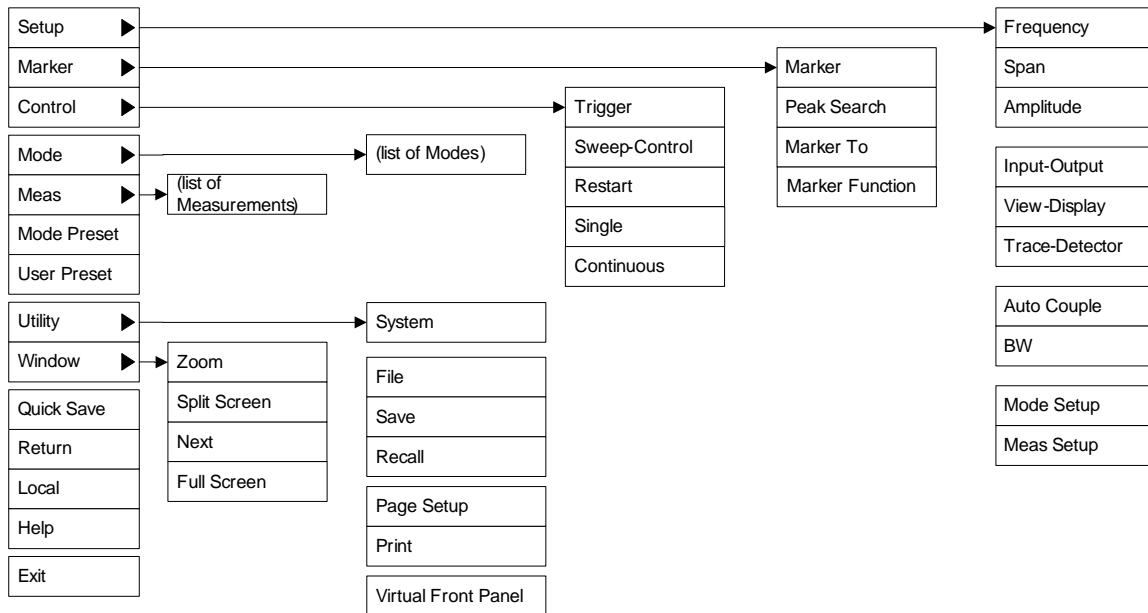 Setup
Marker
Control
Mode
Meas
Mode Preset
User Preset
Utility
Window
Quick Save
Return
Local
Help
Exit
(list of
Measurements)
Zoom
Split Screen
Next
Full Screen
(list of Modes)
System
File
Save
Recall
Page Setup
Print
Virtual Front Panel
Trigger
Sweep-Control
Restart
Single
Continuous
Marker
Peak Search
Marker To
Marker Function
Frequency
Span
Amplitude
Input-Output
View-Display
Trace-Detector
Auto Couple
BW
Mode Setup
Meas Setup